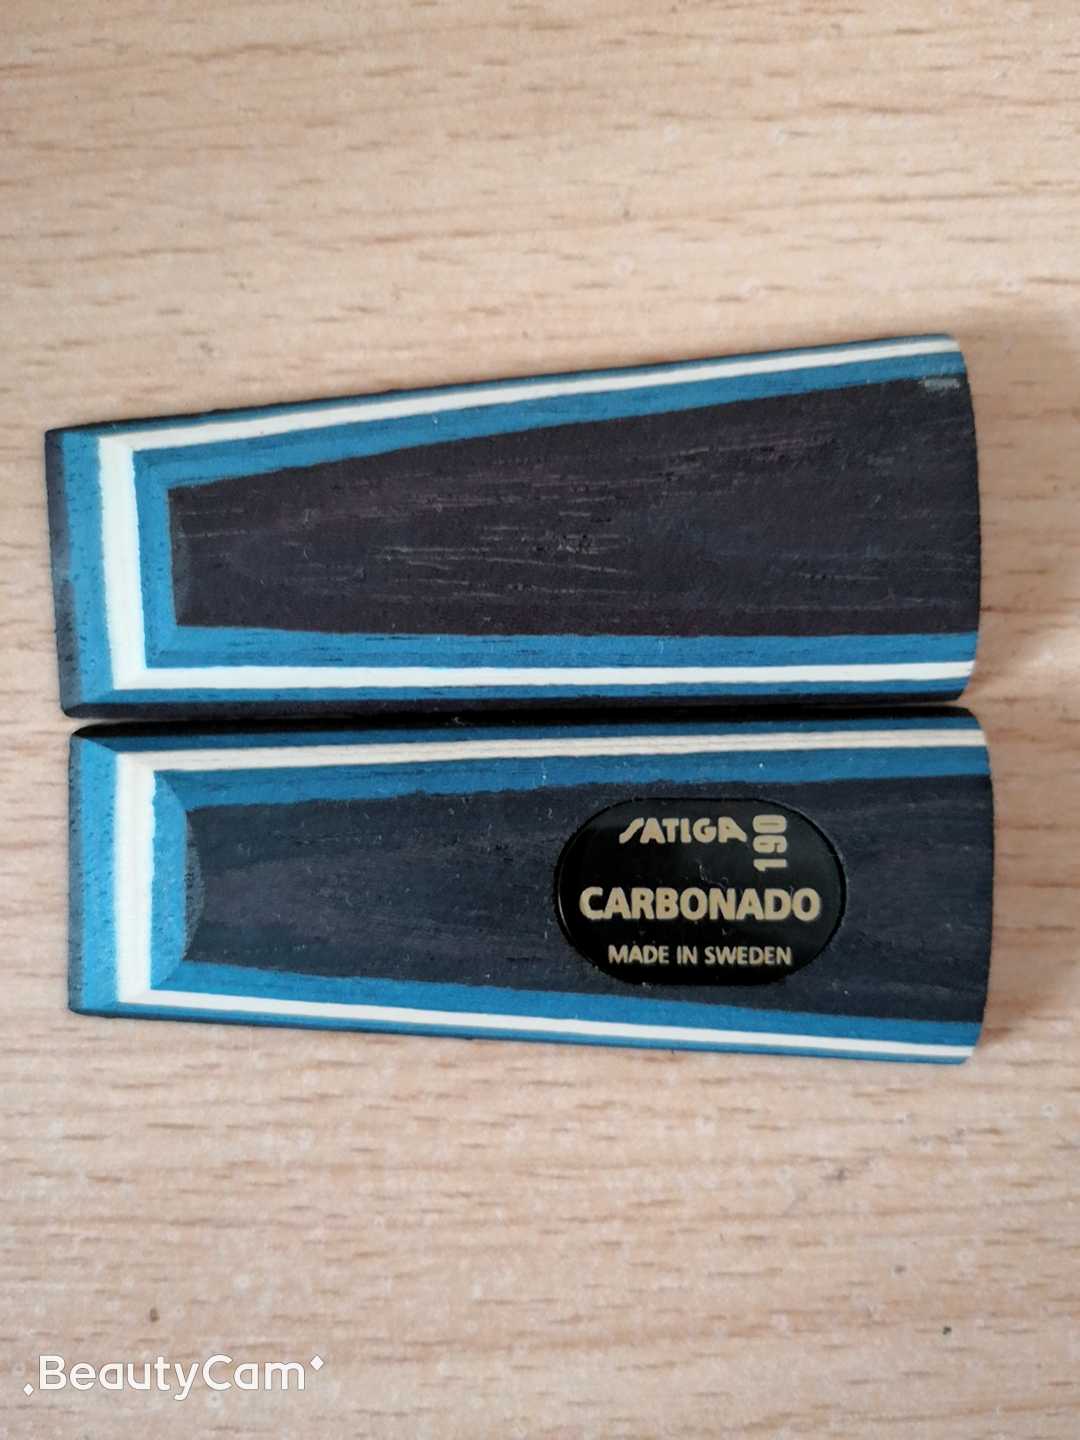 SATIGA
190
CARBONADO
MADE IN SWEDEN
BeautyCam